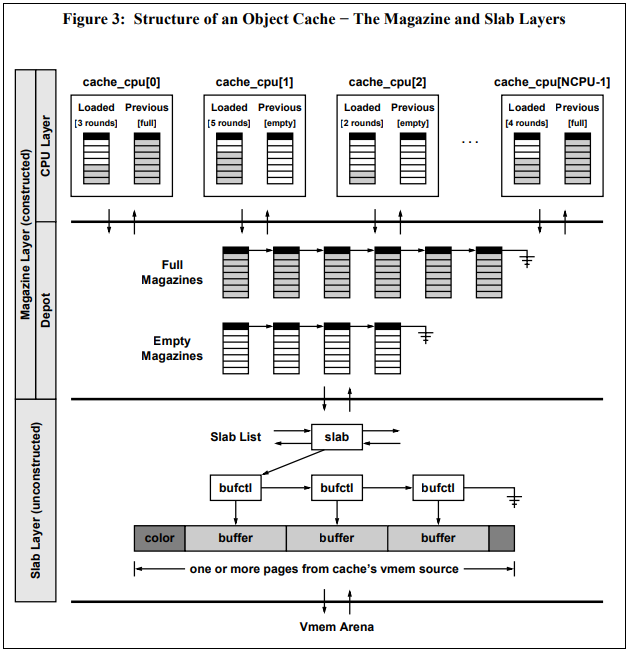 Figure 3: Structure of an Object Cache − The Magazine and Slab Layers
cache_cpu[0]
cache_cpu[1]
cache_cpu[2]
cache_cpu[NCPU-1]
Loaded
Previous
[3 rounds]
[full]
Loaded
Previous
[5 rounds]
[empty]
Loaded
Previous
[2 rounds]
[empty]
Loaded
Previous
[4 rounds]
[full]
. . .
Magazine Layer (constructed)
CPU Layer
Depot
Full
Magazines
Empty
Magazines
Slab Layer (unconstructed)
Slab List
slab
bufctl
bufctl
bufctl
color
buffer
buffer
buffer
one or more pages from cache's vmem source
Vmem Arena